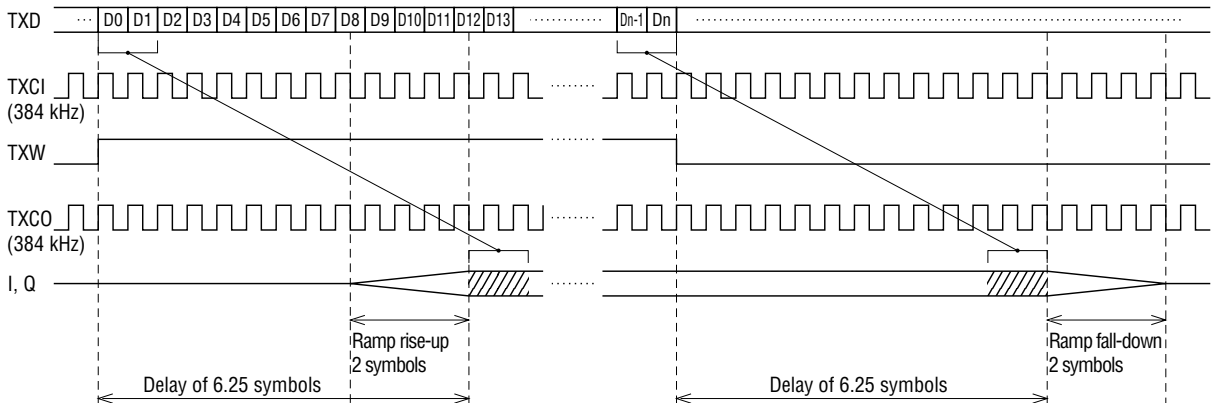 TXD ··· D0 D1 D2 D3 D4 D5 D6 D7 D8 D9 D10 D11 D12 D13 ········· Dn-1 Dn ·········
TXCI ·········
(384 kHz)
TXW ·········
TXCO ·········
(384 kHz)
I, Q ·········
Ramp rise-up
2 symbols
Ramp fall-down
2 symbols
Delay of 6.25 symbols
Delay of 6.25 symbols